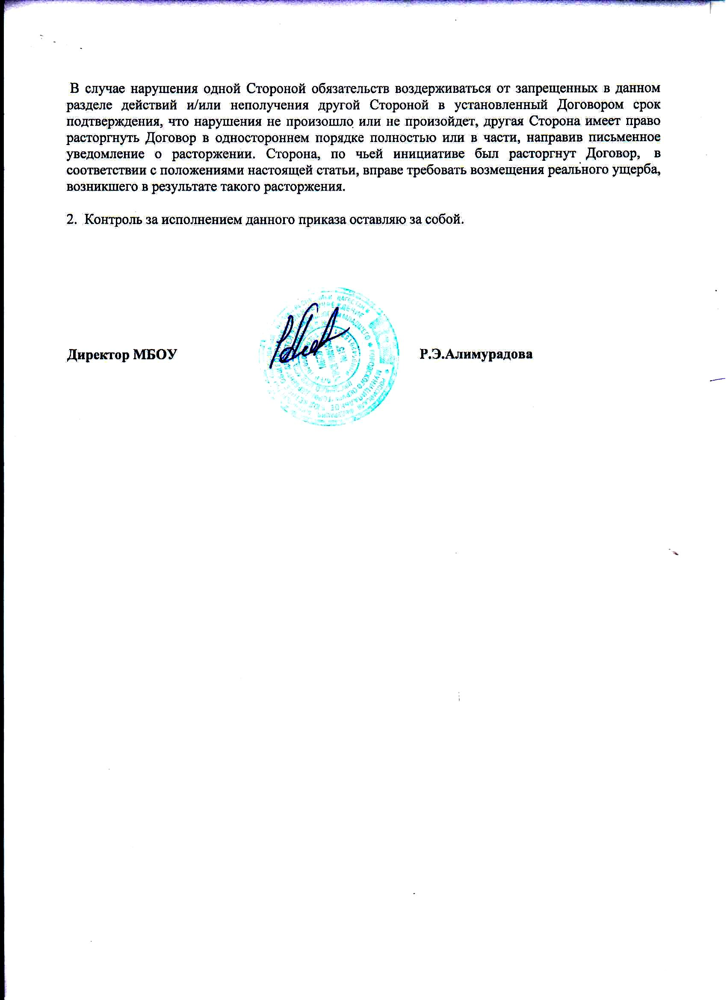 В случае нарушения одной Стороной обязательств воздерживаться от запрещенных в данном
разделе действий и/или неполучения другой Стороной в установленный Договором срок
подтверждения, что нарушения не произошло или не произойдет, другая Сторона имеет право
расторгнуть Договор в одностороннем порядке полностью или в части, направив письменное
уведомление о расторжении. Сторона, по чьей инициативе был расторгнут Договор, в
соответствии с положениями настоящей статьи, вправе требовать возмещения реального ущерба,
возникшего в результате такого расторжения.
2. Контроль за исполнением данного приказа оставляю за собой.
Директор МБОУ
Р.Э.Алимурадова